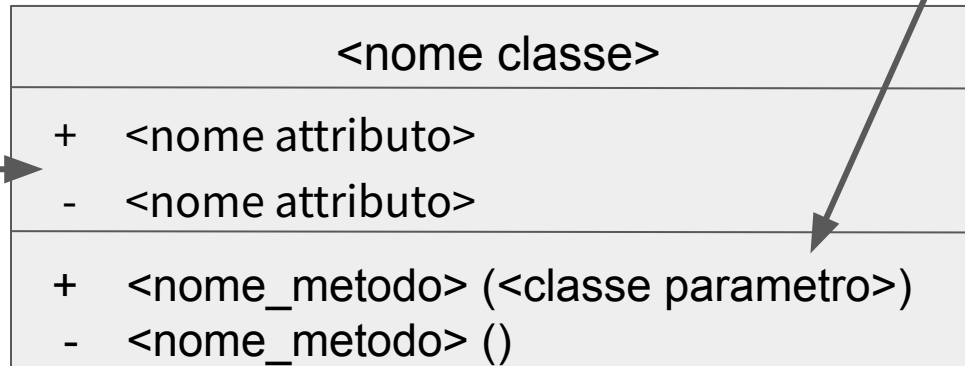 <nome classe>
+ <nome attributo>
- <nome attributo>
+ <nome_metodo> (<classe parametro>)
- <nome_metodo> ()